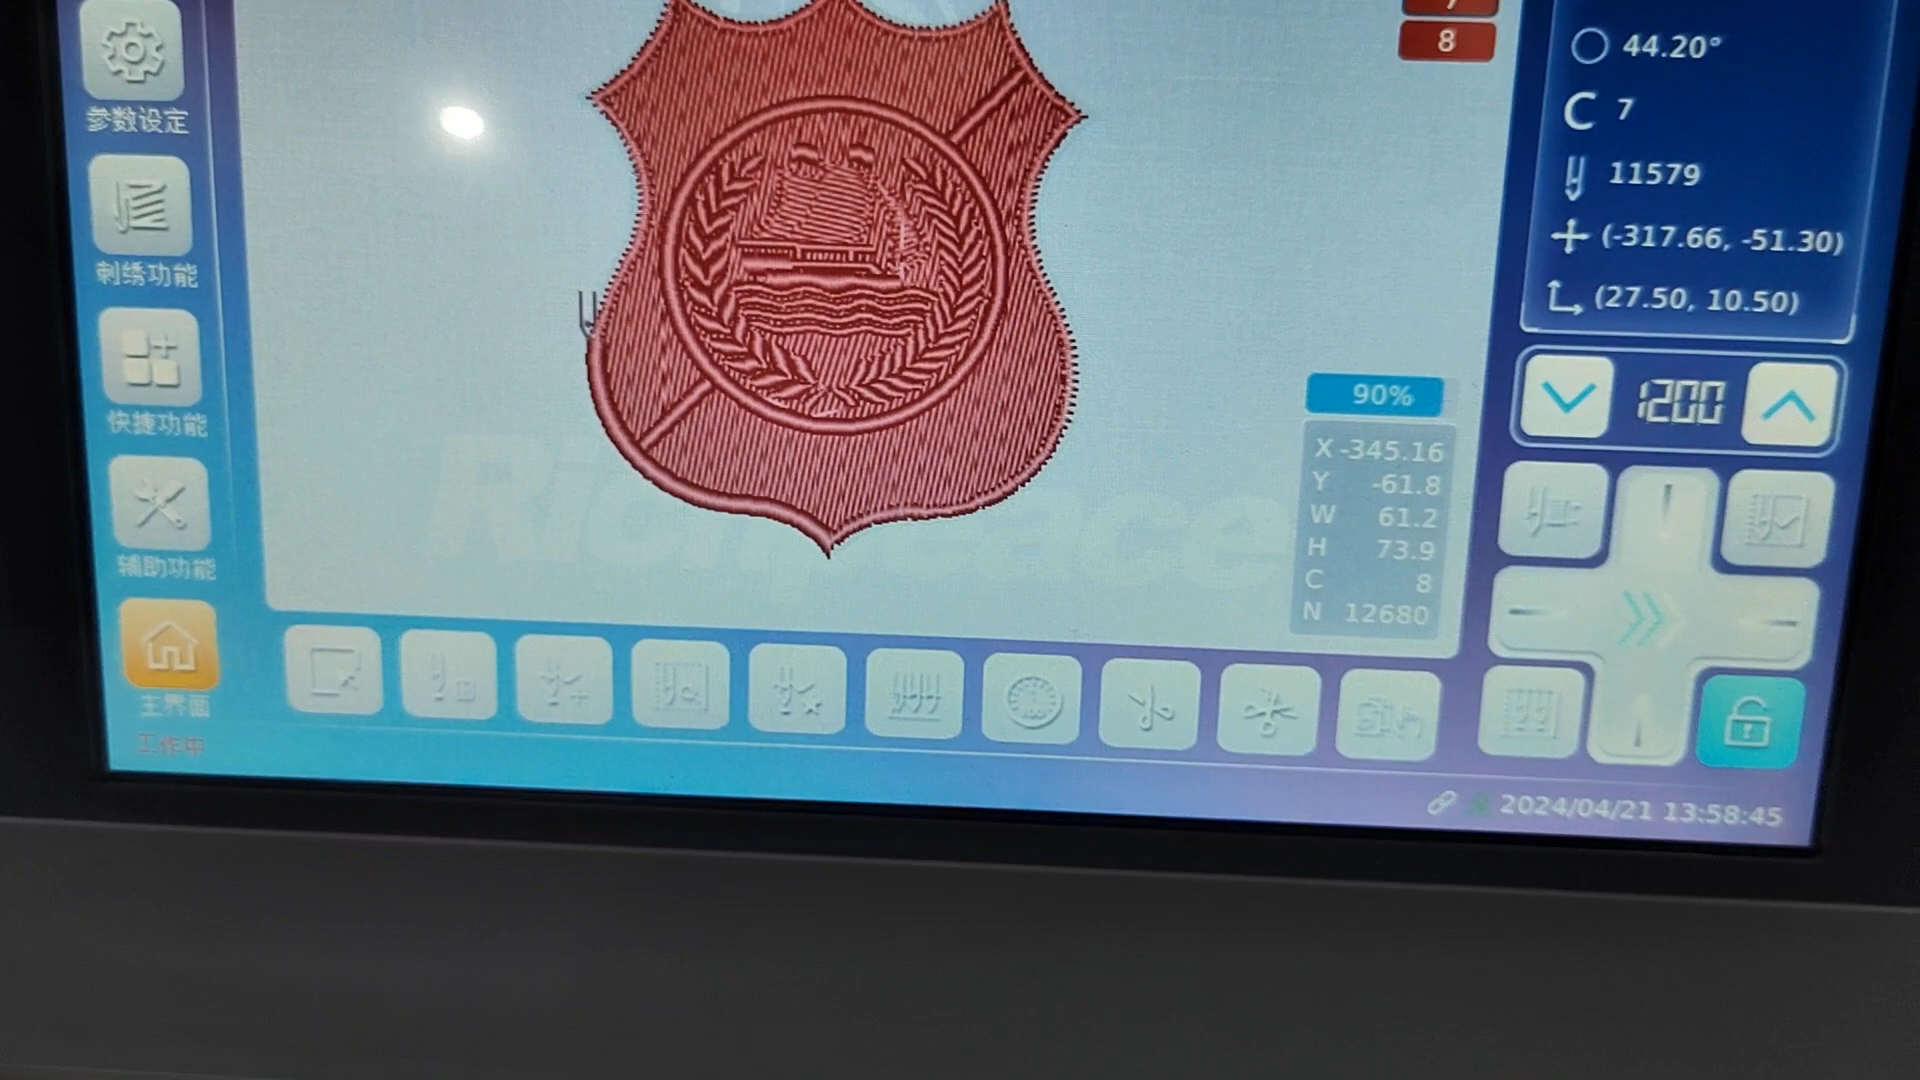 参数设定
刺绣功能
快捷功能
辅助功能
主界面
工作中
Richpeace
7
8
90%
X -345.16
Y -61.8
W 61.2
H 73.9
C 8
N 12680
44.20°
C 7
11579
(-317.66, -51.30)
(27.50, 10.50)
1200
2024/04/21 13:58:45